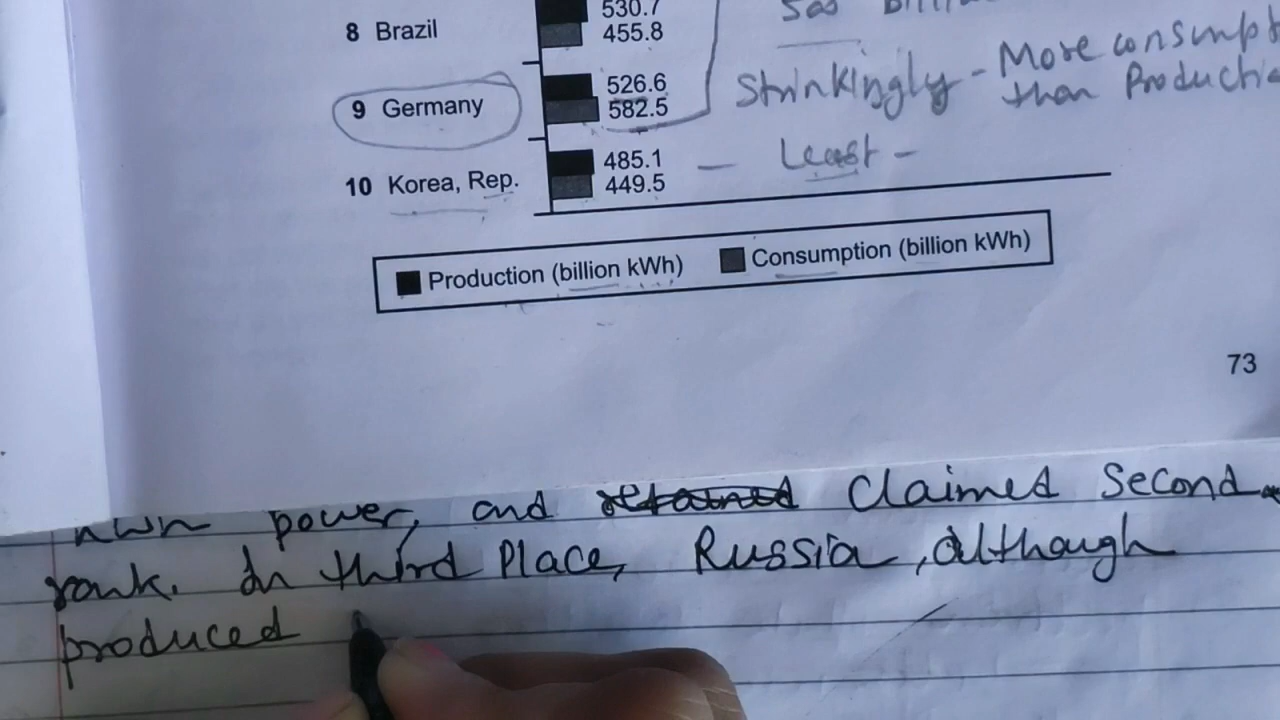 530.7
8 Brazil
455.8
526.6
9 Germany
582.5
Strinkingly - More consumpt
than Producti
485.1 — Least -
10 Korea, Rep.
449.5
Production (billion kWh) Consumption (billion kWh)
73
power, and retained Claimed Second
rank. In third Place, Russia, although
produced